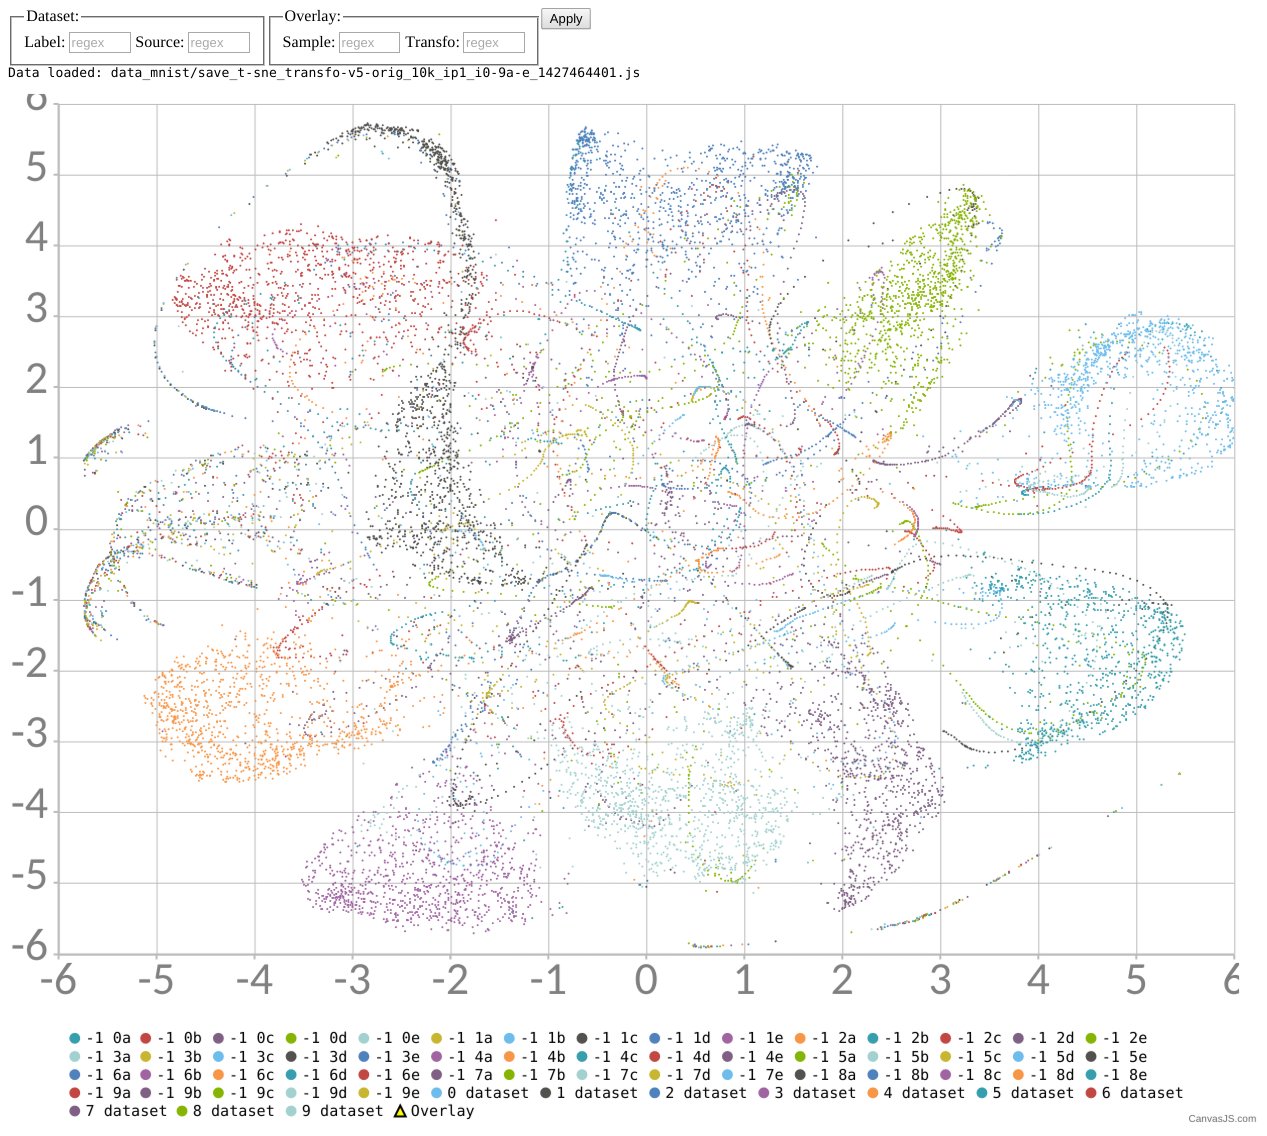 Dataset: Overlay:
Label: regex Source: regex Sample: regex Transfo: regex Apply
Data loaded: data_mnist/save_t-sne_transfo-v5-orig_10k_ip1_i0-9a-e_1427464401.js
6
5
4
3
2
1
0
-1
-2
-3
-4
-5
-6
-6 -5 -4 -3 -2 -1 0 1 2 3 4 5 6
-1 0a -1 0b -1 0c -1 0d -1 0e -1 1a -1 1b -1 1c -1 1d -1 1e -1 2a -1 2b -1 2c -1 2d -1 2e
-1 3a -1 3b -1 3c -1 3d -1 3e -1 4a -1 4b -1 4c -1 4d -1 4e -1 5a -1 5b -1 5c -1 5d -1 5e
-1 6a -1 6b -1 6c -1 6d -1 6e -1 7a -1 7b -1 7c -1 7d -1 7e -1 8a -1 8b -1 8c -1 8d -1 8e
-1 9a -1 9b -1 9c -1 9d -1 9e 0 dataset 1 dataset 2 dataset 3 dataset 4 dataset 5 dataset 6 dataset
7 dataset 8 dataset 9 dataset Overlay
CanvasJS.com